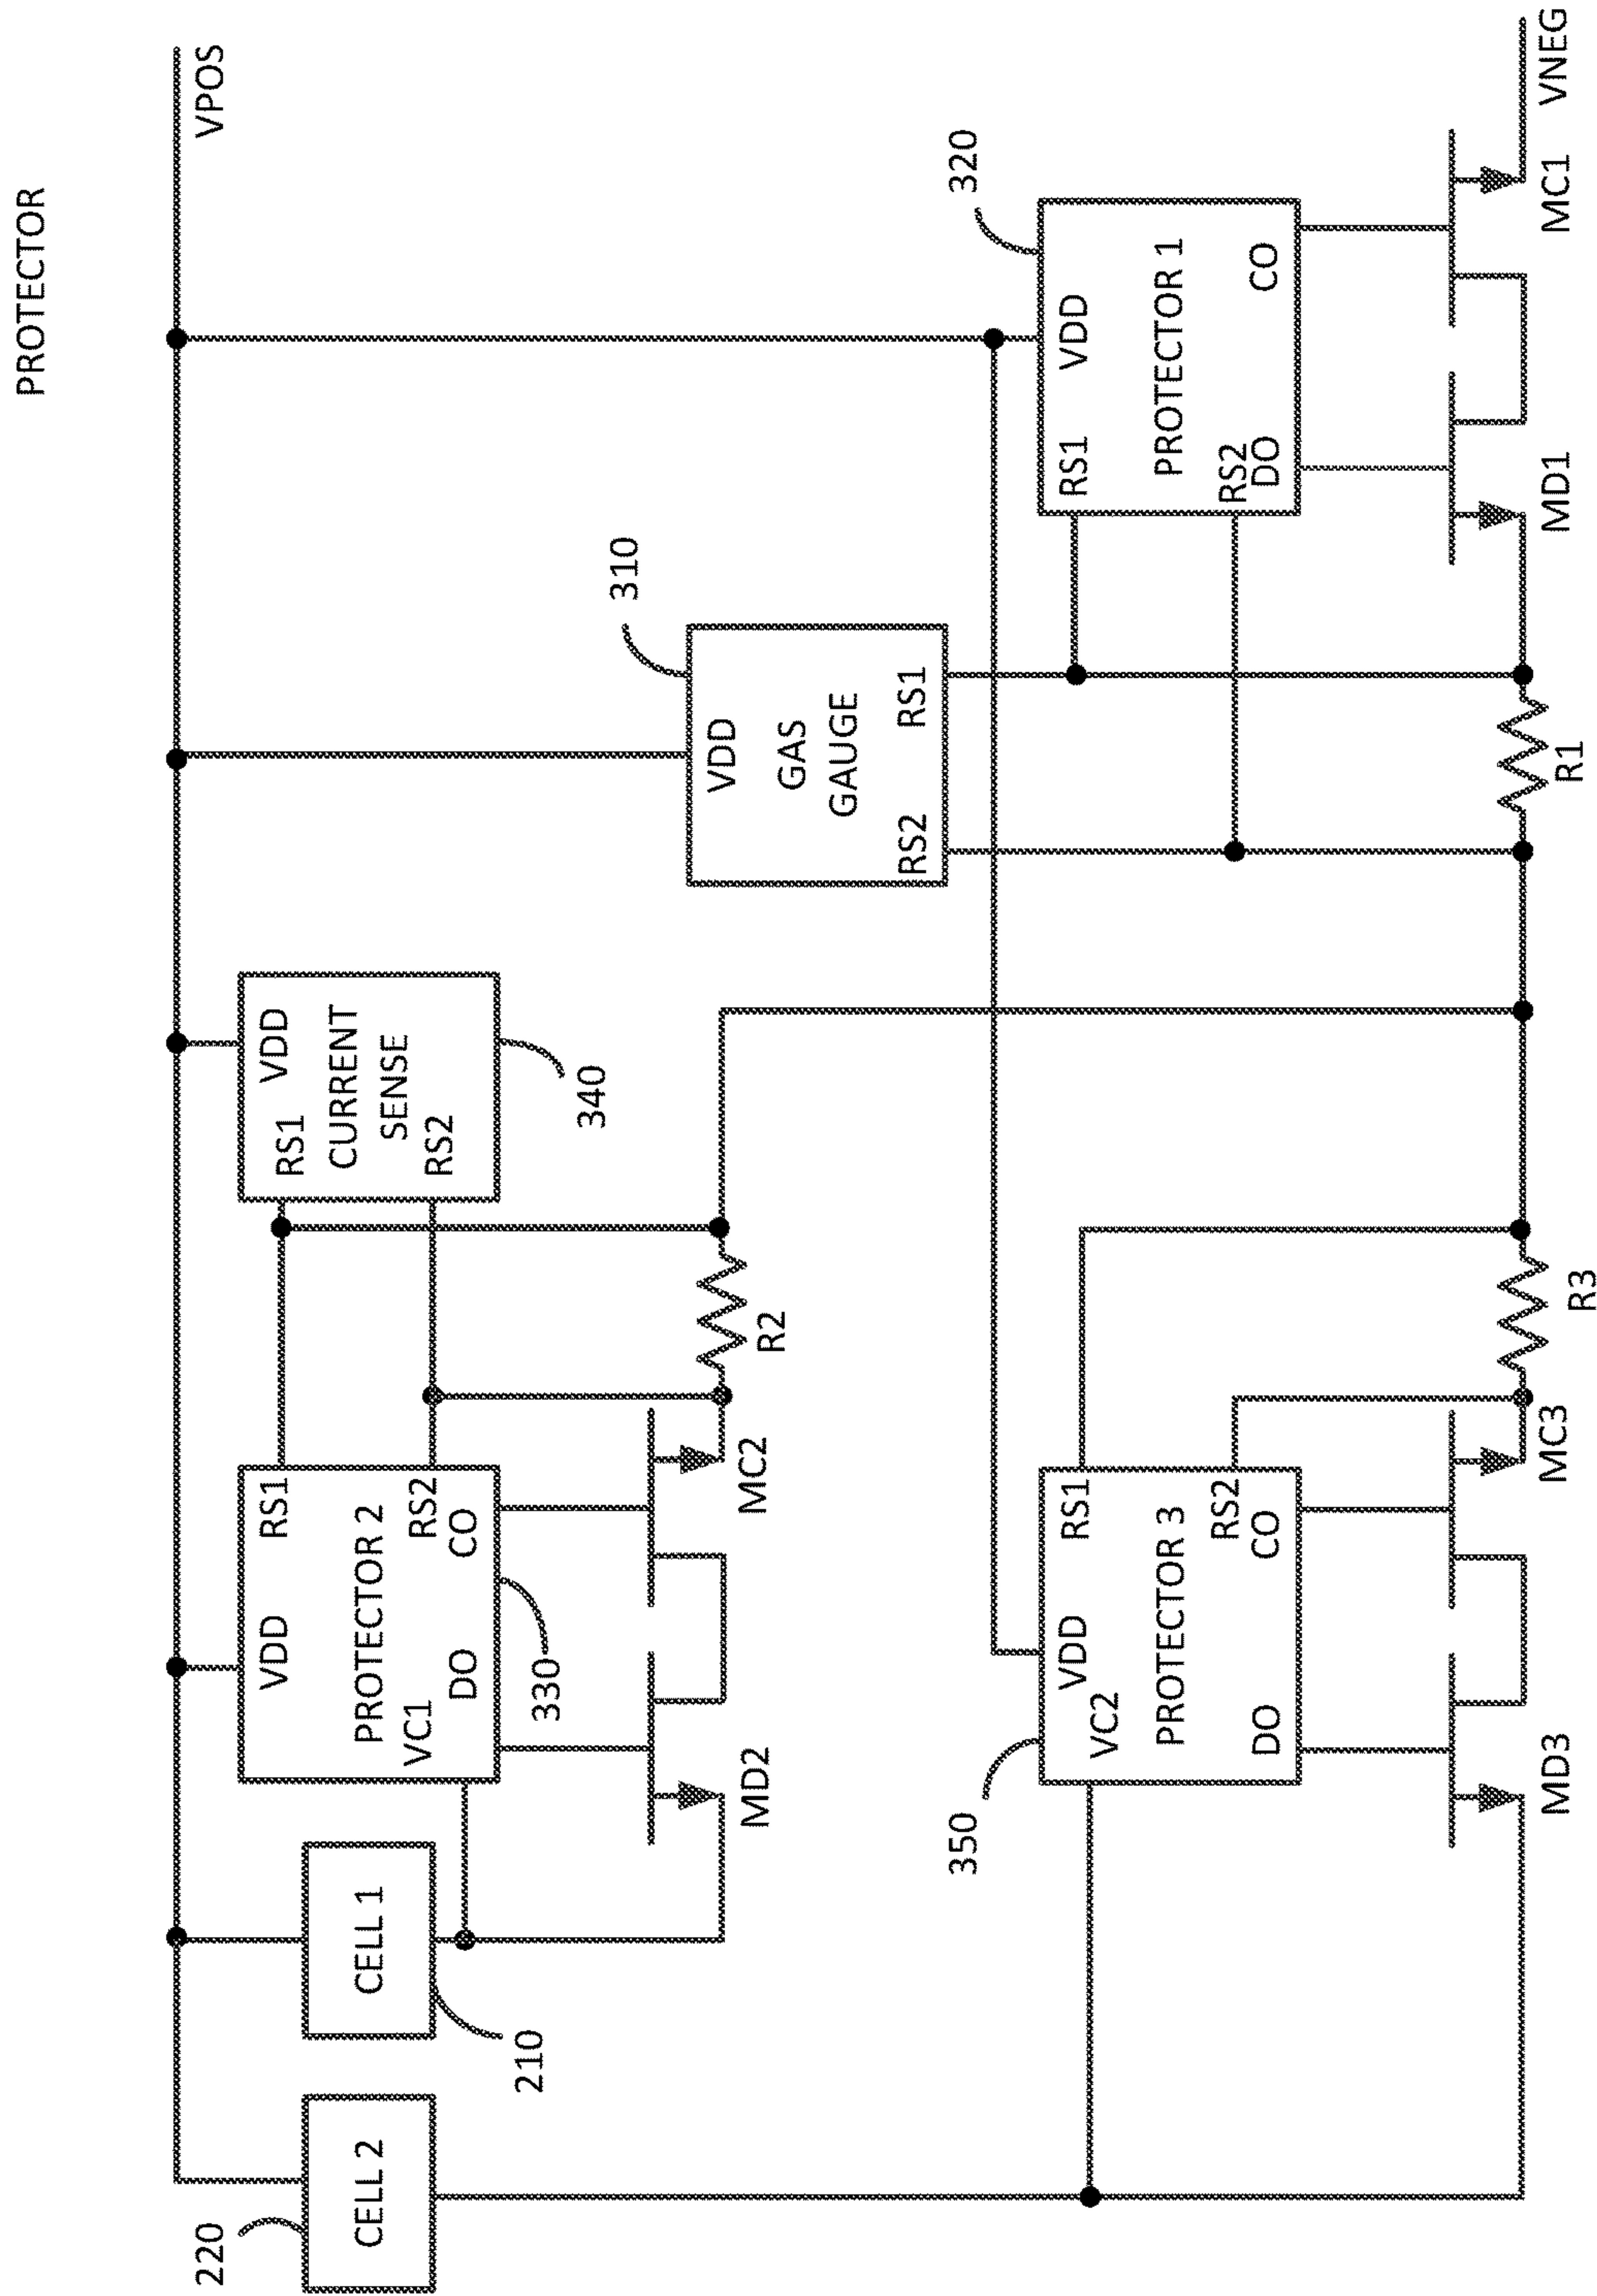 PROTECTOR
VPOS
VNEG
220
CELL 2
210
CELL 1
VDD
RS1
PROTECTOR 2
VC1
RS2
DO
CO
330
MD2
MC2
R2
VDD
RS1
CURRENT
SENSE
RS2
340
310
VDD
GAS
GAUGE
RS2
RS1
320
RS1
VDD
PROTECTOR 1
RS2
DO
CO
MD1
MC1
R1
350
VDD
RS1
VC2
PROTECTOR 3
RS2
DO
CO
MD3
MC3
R3